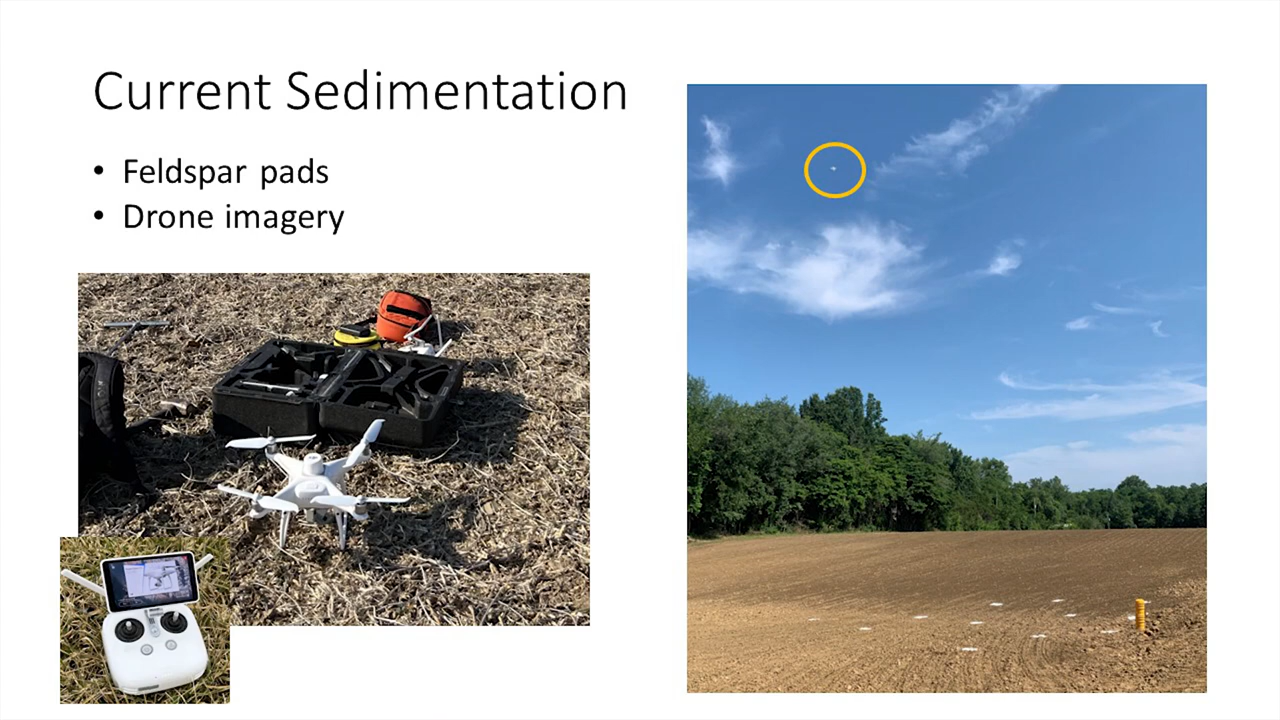 Current Sedimentation
• Feldspar pads
• Drone imagery